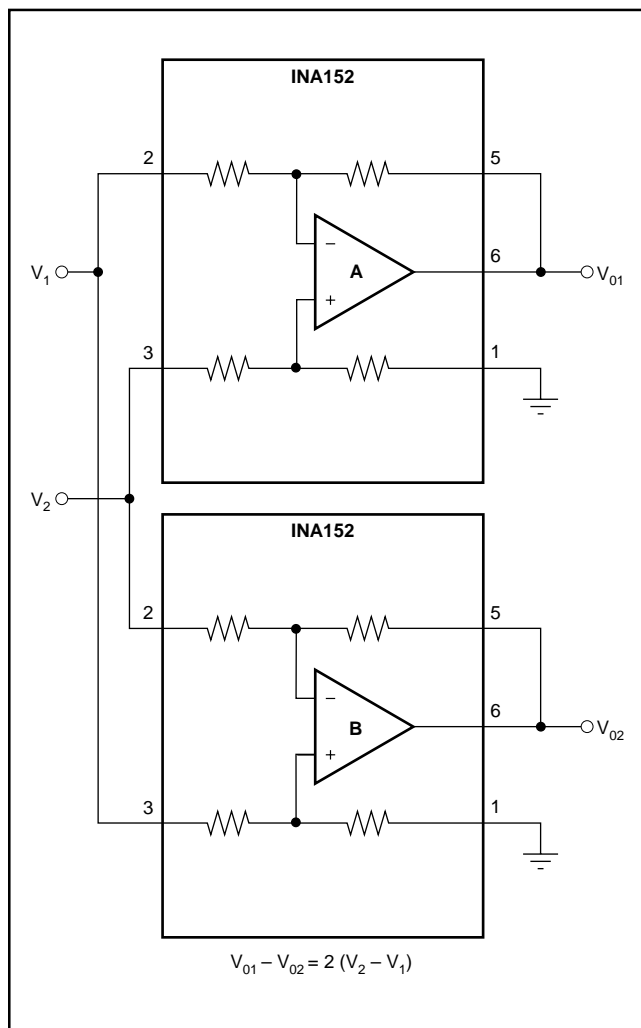 INA152
2
5
−
A
6
V₁
V₀₁
+
3
1
V₂
INA152
2
5
−
B
6
V₀₂
+
3
1
V₀₁ – V₀₂ = 2 (V₂ – V₁)